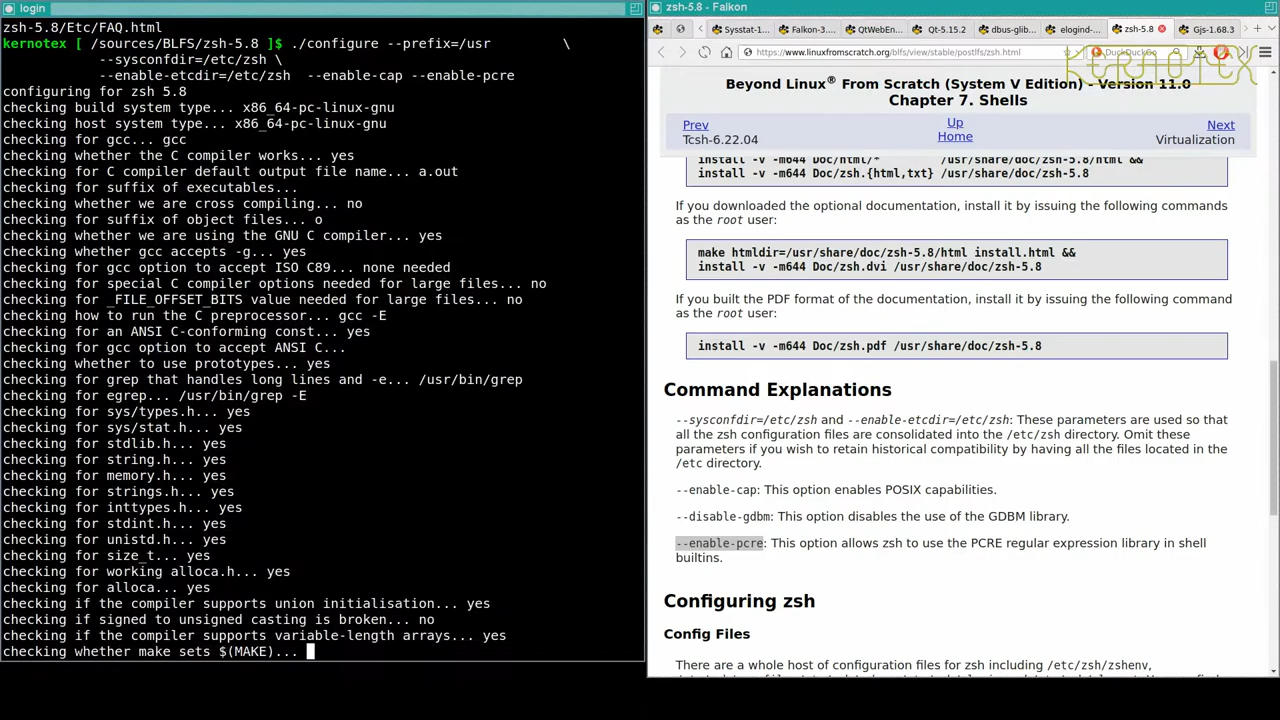 login
zsh-5.8/Etc/FAQ.html
kernotex [ /sources/BLFS/zsh-5.8 ]$ ./configure --prefix=/usr \
--sysconfdir=/etc/zsh \
--enable-etcdir=/etc/zsh --enable-cap --enable-pcre
configuring for zsh 5.8
checking build system type... x86_64-pc-linux-gnu
checking host system type... x86_64-pc-linux-gnu
checking for gcc... gcc
checking whether the C compiler works... yes
checking for C compiler default output file name... a.out
checking for suffix of executables...
checking whether we are cross compiling... no
checking for suffix of object files... o
checking whether we are using the GNU C compiler... yes
checking whether gcc accepts -g... yes
checking for gcc option to accept ISO C89... none needed
checking for special C compiler options needed for large files... no
checking for _FILE_OFFSET_BITS value needed for large files... no
checking how to run the C preprocessor... gcc -E
checking for an ANSI C-conforming const... yes
checking for gcc option to accept ANSI C...
checking whether to use prototypes... yes
checking for grep that handles long lines and -e... /usr/bin/grep
checking for egrep... /usr/bin/grep -E
checking for sys/types.h... yes
checking for sys/stat.h... yes
checking for stdlib.h... yes
checking for string.h... yes
checking for memory.h... yes
checking for strings.h... yes
checking for inttypes.h... yes
checking for stdint.h... yes
checking for unistd.h... yes
checking for size_t... yes
checking for working alloca.h... yes
checking for alloca... yes
checking if the compiler supports union initialisation... yes
checking if signed to unsigned casting is broken... no
checking if the compiler supports variable-length arrays... yes
checking whether make sets $(MAKE)...
zsh-5.8 - Falkon
Sysstat-1
Falkon-3.
QtWebEn
Qt-5.15.2
dbus-glib
elogind-
zsh-5.8
Gjs-1.68.3
https://www.linuxfromscratch.org/blfs/view/stable/postlfs/zsh.html
DuckDuckGo
KERNOTEX
Beyond Linux® From Scratch (System V Edition) - Version 11.0
Chapter 7. Shells
Prev
Up
Next
Tcsh-6.22.04
Home
Virtualization
install -v -m644 Doc/html/* /usr/share/doc/zsh-5.8/html &&
install -v -m644 Doc/zsh.{html,txt} /usr/share/doc/zsh-5.8
If you downloaded the optional documentation, install it by issuing the following commands
as the root user:
make htmldir=/usr/share/doc/zsh-5.8/html install.html &&
install -v -m644 Doc/zsh.dvi /usr/share/doc/zsh-5.8
If you built the PDF format of the documentation, install it by issuing the following command
as the root user:
install -v -m644 Doc/zsh.pdf /usr/share/doc/zsh-5.8
Command Explanations
--sysconfdir=/etc/zsh and --enable-etcdir=/etc/zsh: These parameters are used so that
all the zsh configuration files are consolidated into the /etc/zsh directory. Omit these
parameters if you wish to retain historical compatibility by having all the files located in the
/etc directory.
--enable-cap: This option enables POSIX capabilities.
--disable-gdbm: This option disables the use of the GDBM library.
--enable-pcre: This option allows zsh to use the PCRE regular expression library in shell
builtins.
Configuring zsh
Config Files
There are a whole host of configuration files for zsh including /etc/zsh/zshenv,